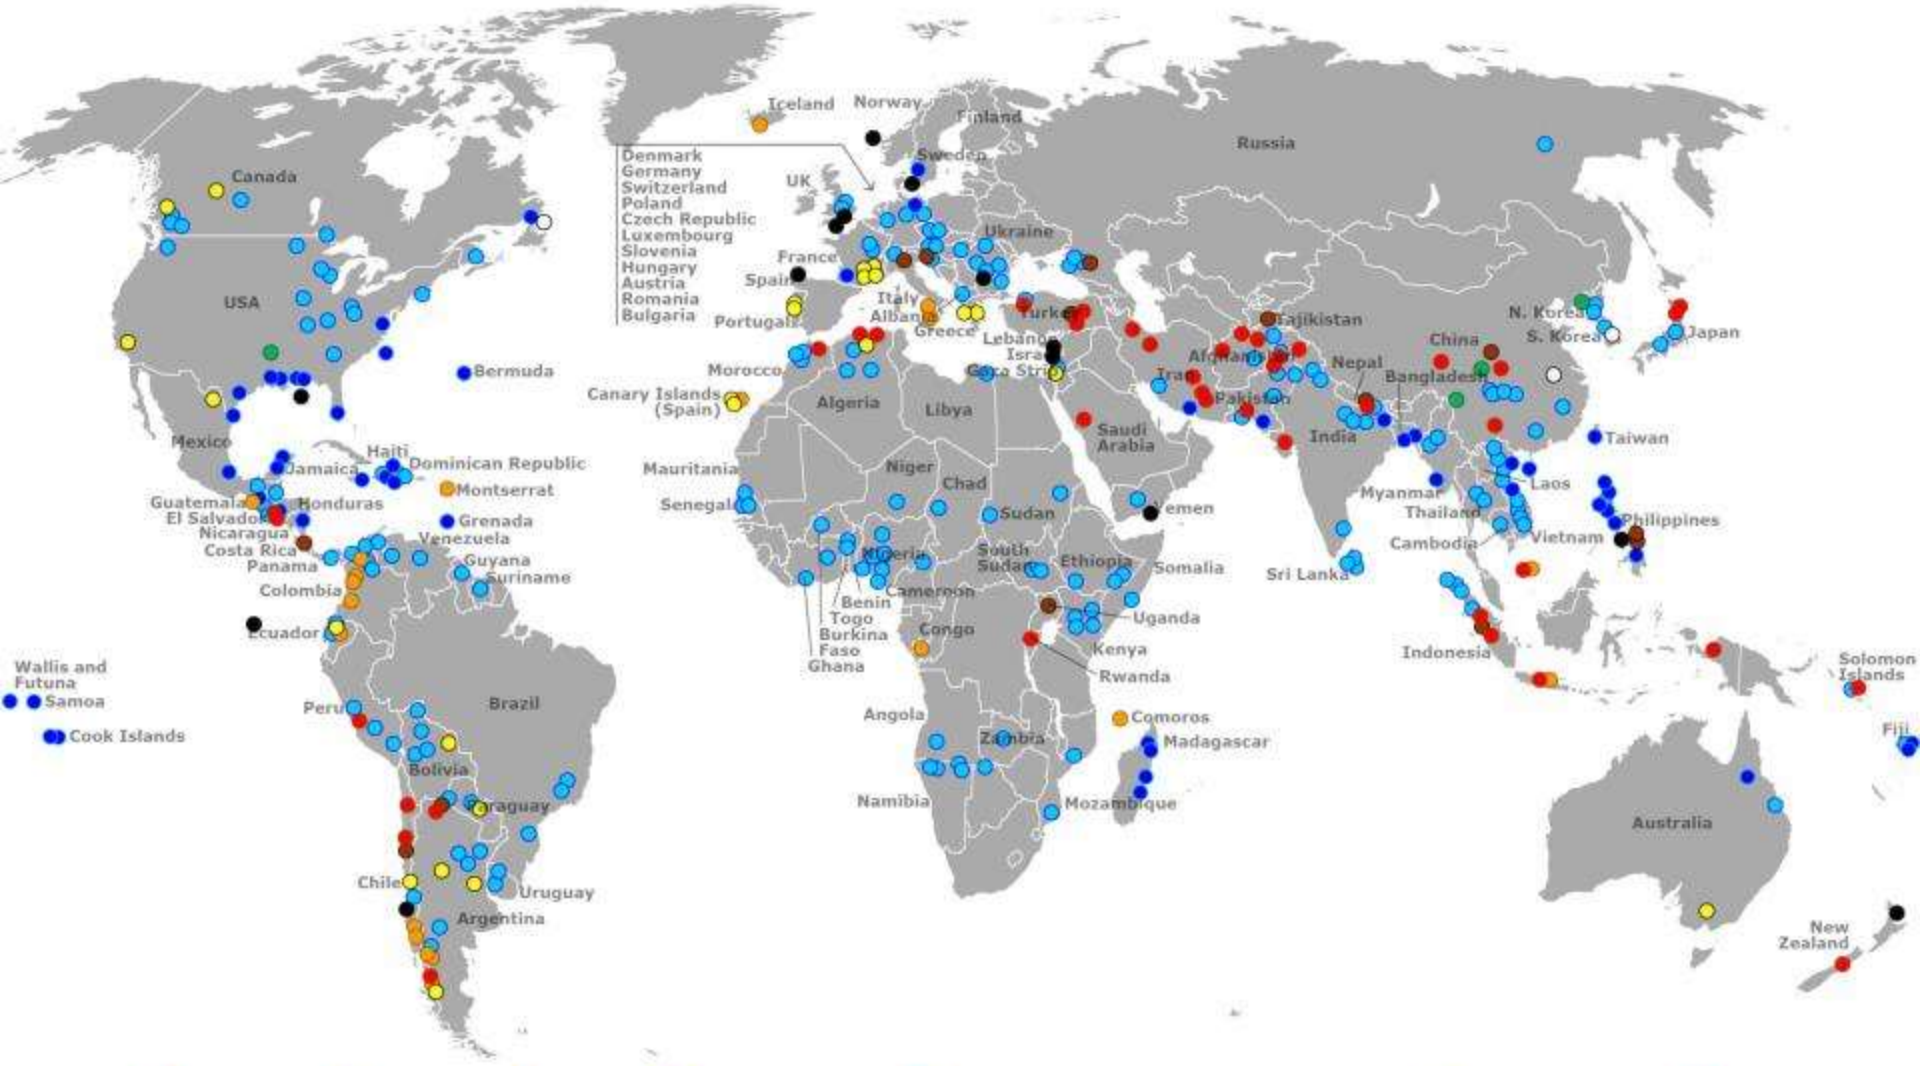 Iceland
Norway
Finland
Russia
Denmark
Germany
Switzerland
Poland
Czech Republic
Luxembourg
Slovenia
Hungary
Austria
Romania
Bulgaria
Sweden
UK
Canada
Ukraine
France
Spain
USA
Italy
Albania
Portugal
Greece
Turkey
Tajikistan
N. Korea
S. Korea
Japan
China
Lebanon
Israel
Gaza Strip
Afghanistan
Nepal
Bangladesh
Iran
Pakistan
Morocco
Bermuda
Canary Islands
(Spain)
Algeria
Libya
Saudi
Arabia
India
Taiwan
Mexico
Haiti
Jamaica
Dominican Republic
Mauritania
Niger
Chad
Montserrat
Guatemala
Honduras
El Salvador
Senegal
Sudan
Yemen
Myanmar
Laos
Thailand
Grenada
Nicaragua
Costa Rica
Venezuela
Philippines
Vietnam
Cambodia
Panama
Guyana
Suriname
Colombia
Nigeria
South
Sudan
Ethiopia
Somalia
Sri Lanka
Cameroon
Benin
Togo
Burkina
Faso
Ghana
Uganda
Ecuador
Congo
Kenya
Indonesia
Rwanda
Wallis and
Futuna
Samoa
Solomon
Islands
Peru
Brazil
Angola
Comoros
Cook Islands
Zambia
Madagascar
Fiji
Bolivia
Paraguay
Namibia
Mozambique
Australia
Chile
Uruguay
Argentina
New
Zealand